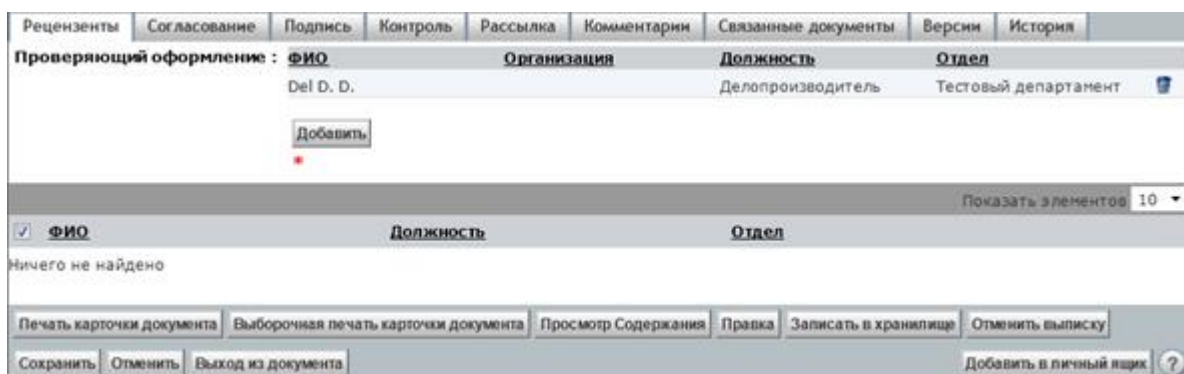 Рецензенты Согласование Подпись Контроль Рассылка Комментарии Связанные документы Версии История
Проверяющий оформление : ФИО Организация Должность Отдел
Del D. D. Делопроизводитель Тестовый департамент
Добавить
*
Показать элементов 10
ФИО Должность Отдел
Ничего не найдено
Печать карточки документа Выборочная печать карточки документа Просмотр Содержания Правка Записать в хранилище Отменить выписку
Сохранить Отменить Выход из документа Добавить в личный ящик ?